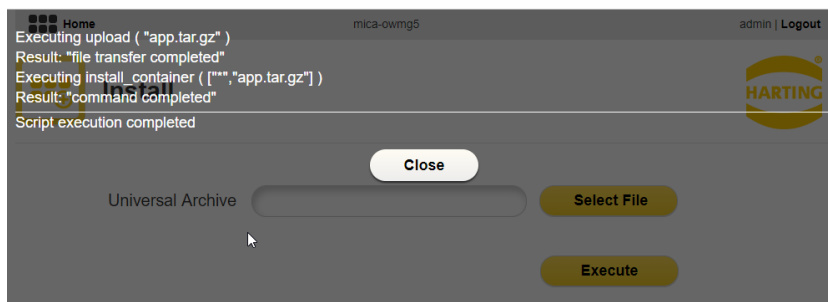 Home mica-owmg5 admin | Logout
Executing upload ( "app.tar.gz" )
Result: "file transfer completed"
Executing install_container ( ["*","app.tar.gz"] )
Install
Result: "command completed"
HARTING
Script execution completed
Close
Universal Archive Select File
Execute